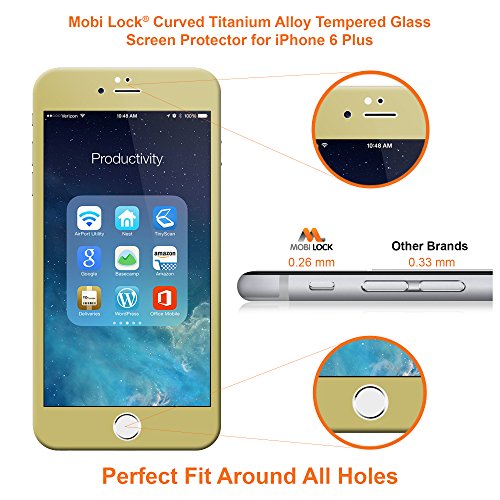 Mobi Lock® Curved Titanium Alloy Tempered Glass
Screen Protector for iPhone 6 Plus
Verizon 10:48 AM 100%
Productivity
AirPort Utility Nest TinyScan
Google Basecamp amazon Amazon
Deliveries WordPress Office Mobile
10:48 AM
MOBI LOCK
0.26 mm
Other Brands
0.33 mm
Perfect Fit Around All Holes